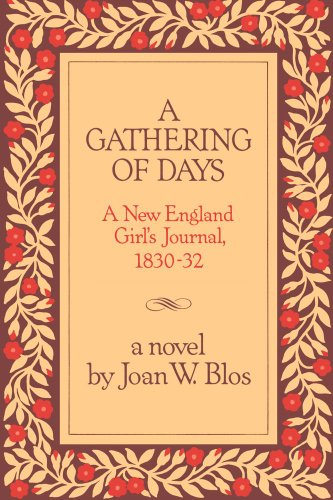 A
GATHERING
OF DAYS
A New England
Girl's Journal,
1830-32
a novel
by Joan W. Blos